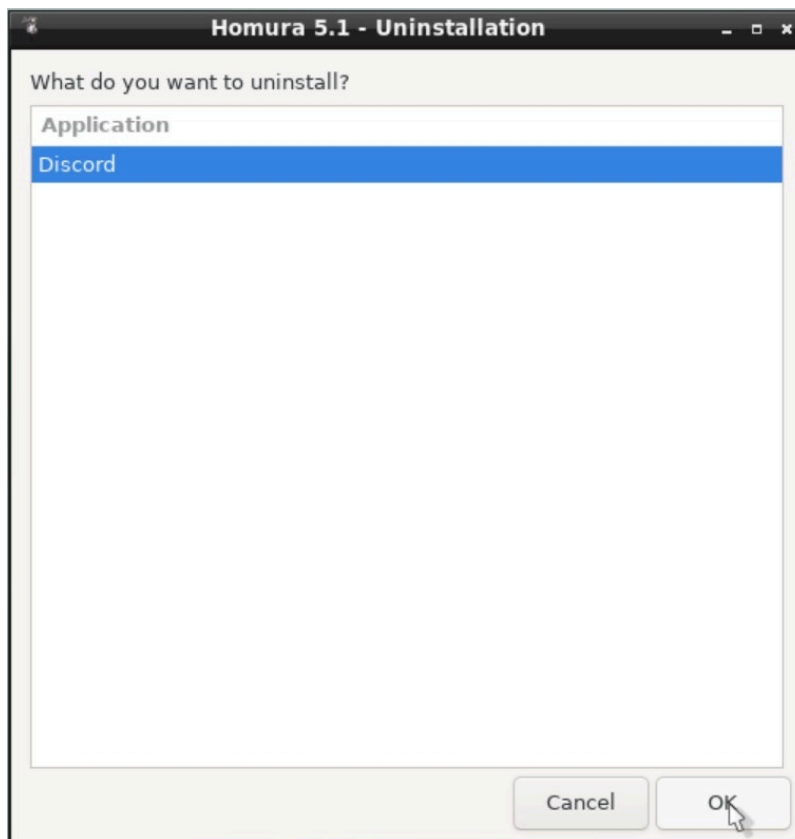 Homura 5.1 - Uninstallation
What do you want to uninstall?
Application
Discord
Cancel
OK